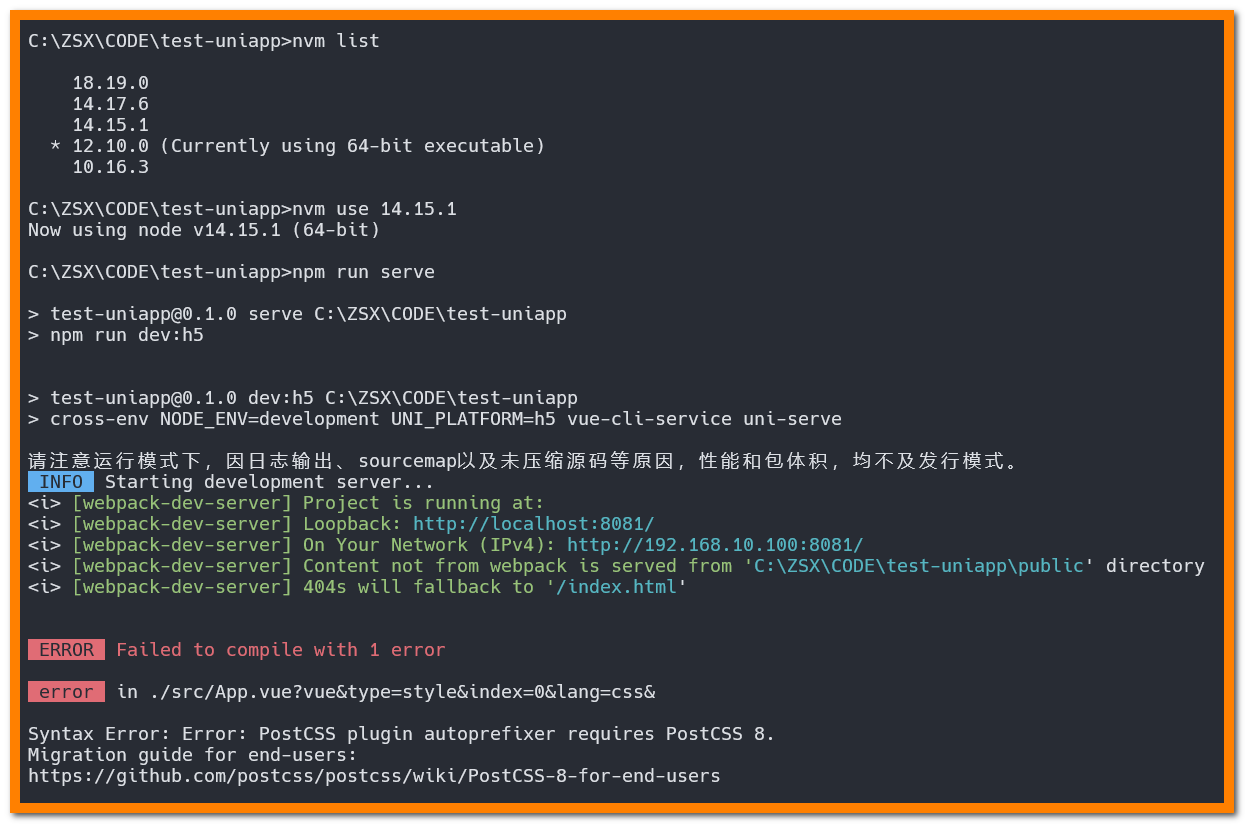 C:\ZSX\CODE\test-uniapp>nvm list
18.19.0
14.17.6
14.15.1
* 12.10.0 (Currently using 64-bit executable)
10.16.3
C:\ZSX\CODE\test-uniapp>nvm use 14.15.1
Now using node v14.15.1 (64-bit)
C:\ZSX\CODE\test-uniapp>npm run serve
> test-uniapp@0.1.0 serve C:\ZSX\CODE\test-uniapp
> npm run dev:h5
> test-uniapp@0.1.0 dev:h5 C:\ZSX\CODE\test-uniapp
> cross-env NODE_ENV=development UNI_PLATFORM=h5 vue-cli-service uni-serve
请注意运行模式下，因日志输出、sourcemap以及未压缩源码等原因，性能和包体积，均不及发行模式。
INFO Starting development server...
<i> [webpack-dev-server] Project is running at:
<i> [webpack-dev-server] Loopback: http://localhost:8081/
<i> [webpack-dev-server] On Your Network (IPv4): http://192.168.10.100:8081/
<i> [webpack-dev-server] Content not from webpack is served from 'C:\ZSX\CODE\test-uniapp\public' directory
<i> [webpack-dev-server] 404s will fallback to '/index.html'
ERROR Failed to compile with 1 error
error in ./src/App.vue?vue&type=style&index=0&lang=css&
Syntax Error: Error: PostCSS plugin autoprefixer requires PostCSS 8.
Migration guide for end-users:
https://github.com/postcss/postcss/wiki/PostCSS-8-for-end-users